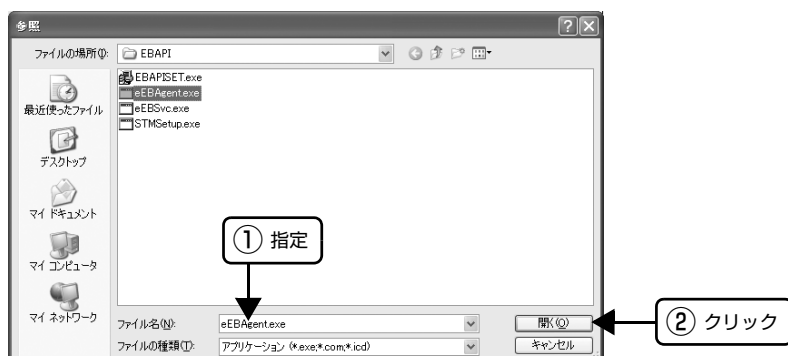 参照
ファイルの場所(I):
EBAPI
EBAPISET.exe
eEBAgent.exe
eEBSvc.exe
STMSetup.exe
最近使ったファイル
デスクトップ
マイ ドキュメント
マイ コンピュータ
マイ ネットワーク
① 指定
ファイル名(N):
eEBAgent.exe
開く(O)
② クリック
ファイルの種類(T):
アプリケーション (*.exe;*.com;*.icd)
キャンセル